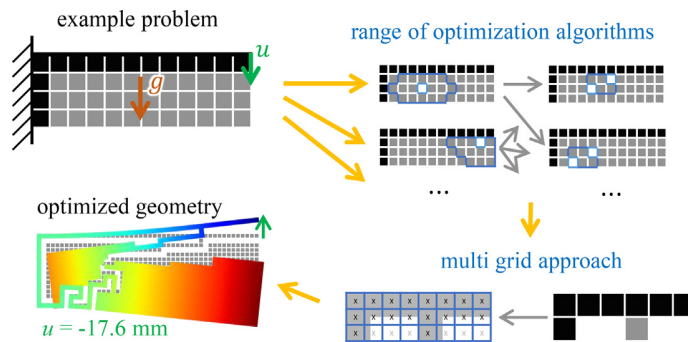 example problem
u
g
range of optimization algorithms
...
...
optimized geometry
u = -17.6 mm
multi grid approach
x x x x x x x
x x x x x x x
x x x x x x x